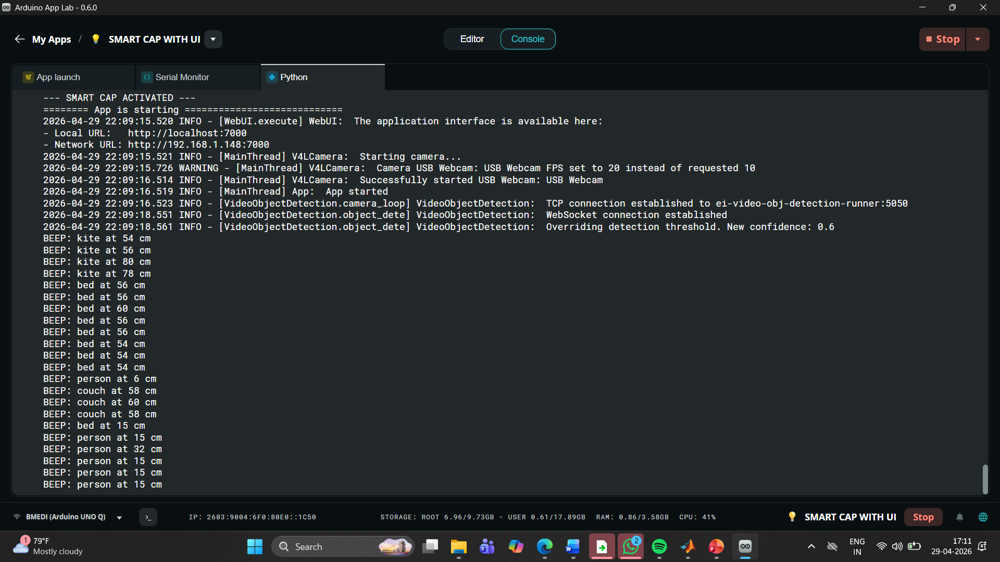 Arduino App Lab - 0.6.0
My Apps / SMART CAP WITH UI
Editor
Console
Stop
App launch
Serial Monitor
Python
--- SMART CAP ACTIVATED ---
======== App is starting ============================
2026-04-29 22:09:15.520 INFO - [WebUI.execute] WebUI:  The application interface is available here:
- Local URL:   http://localhost:7000
- Network URL: http://192.168.1.148:7000
2026-04-29 22:09:15.521 INFO - [MainThread] V4LCamera:  Starting camera...
2026-04-29 22:09:15.726 WARNING - [MainThread] V4LCamera:  Camera USB Webcam: USB Webcam FPS set to 20 instead of requested 10
2026-04-29 22:09:16.514 INFO - [MainThread] V4LCamera:  Successfully started USB Webcam: USB Webcam
2026-04-29 22:09:16.519 INFO - [MainThread] App:  App started
2026-04-29 22:09:16.523 INFO - [VideoObjectDetection.camera_loop] VideoObjectDetection:  TCP connection established to ei-video-obj-detection-runner:5050
2026-04-29 22:09:18.551 INFO - [VideoObjectDetection.object_dete] VideoObjectDetection:  WebSocket connection established
2026-04-29 22:09:18.561 INFO - [VideoObjectDetection.object_dete] VideoObjectDetection:  Overriding detection threshold. New confidence: 0.6
BEEP: kite at 54 cm
BEEP: kite at 56 cm
BEEP: kite at 80 cm
BEEP: kite at 78 cm
BEEP: bed at 56 cm
BEEP: bed at 56 cm
BEEP: bed at 60 cm
BEEP: bed at 56 cm
BEEP: bed at 56 cm
BEEP: bed at 54 cm
BEEP: bed at 54 cm
BEEP: bed at 54 cm
BEEP: person at 6 cm
BEEP: couch at 58 cm
BEEP: couch at 60 cm
BEEP: couch at 58 cm
BEEP: bed at 15 cm
BEEP: person at 15 cm
BEEP: person at 32 cm
BEEP: person at 15 cm
BEEP: person at 15 cm
BEEP: person at 15 cm
BMEDI (Arduino UNO Q)
IP: 2603:9004:6F0:80E0::1C50
STORAGE: ROOT 6.96/9.73GB - USER 0.61/17.89GB RAM: 0.86/3.58GB CPU: 41%
SMART CAP WITH UI
Stop
1
79°F
Mostly cloudy
Search
2
ENG
IN
17:11
29-04-2026